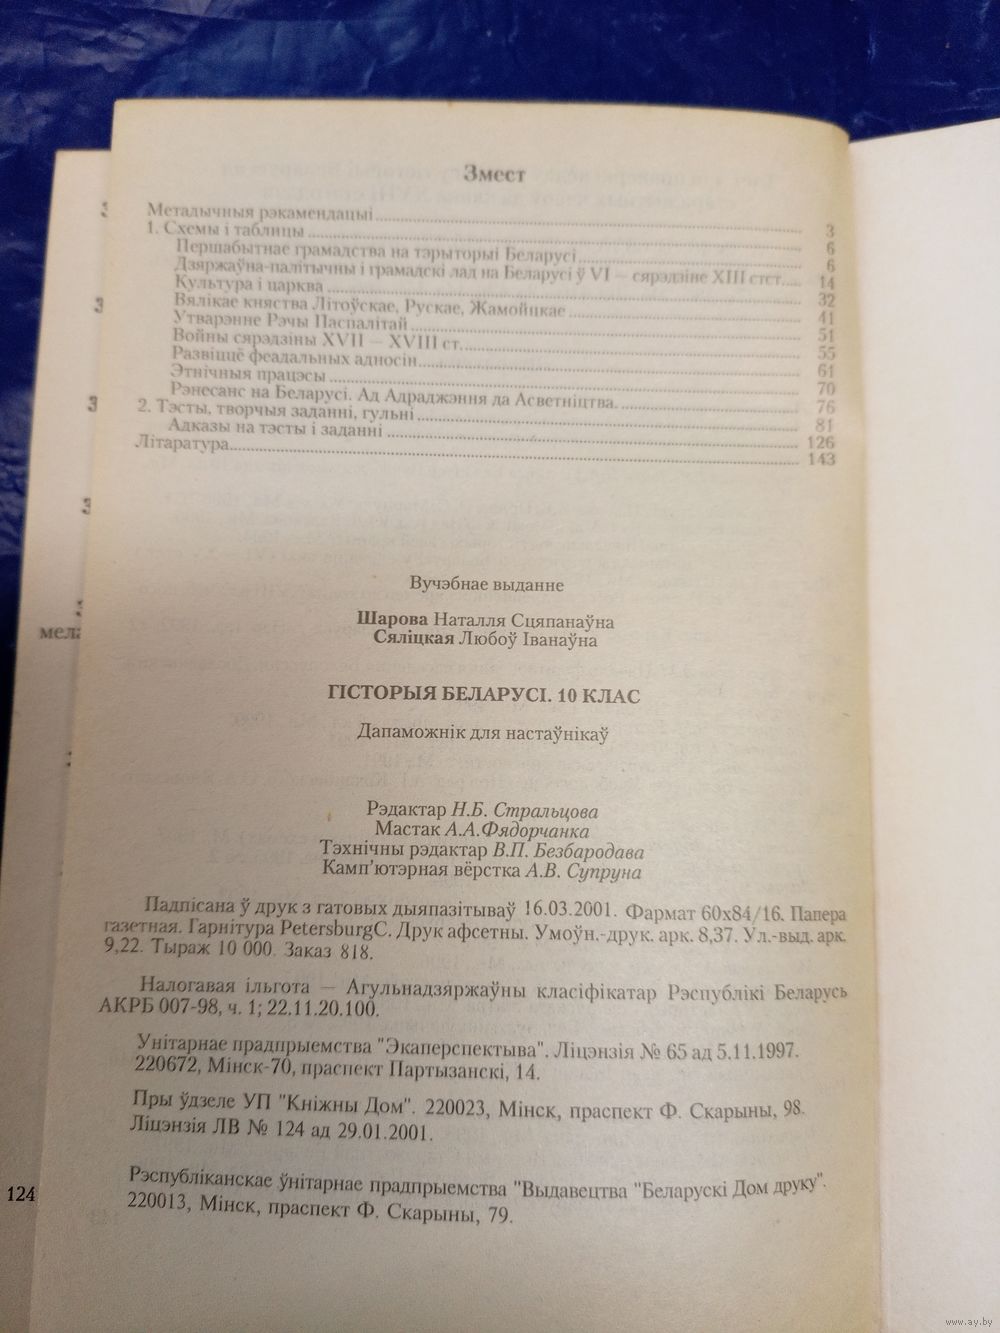 Змест
Метадычныя рэкамендацыі 3
1. Схемы і таблицы 6
Першабытнае грамадства на тэрыторыі Беларусі 6
Дзяржаўна-палітычны і грамадскі лад на Беларусі ў VI — сярэдзіне XIII стст. 14
Культура і царква 32
Вялікае княства Літоўскае, Рускае, Жамойцкае 41
Утварэнне Рэчы Паспалітай 51
Войны сярэдзіны XVII — XVIII ст. 55
Развіццё феадальных адносін 61
Этнічныя працэсы 70
Рэнесанс на Беларусі. Ад Адраджэння да Асветніцтва. 76
2. Тэсты, творчыя заданні, гульні 81
Адказы на тэсты і заданні 126
Літаратура 143
Вучэбнае выданне
Шарова Наталля Сцяпанаўна
Сяліцкая Любоў Іванаўна
ГІСТОРЫЯ БЕЛАРУСІ. 10 КЛАС
Дапаможнік для настаўнікаў
Рэдактар Н.Б. Стральцова
Мастак А.А.Фядорчанка
Тэхнічны рэдактар В.П. Безбародава
Камп'ютэрная вёрстка А.В. Супруна
Падпісана ў друк з гатовых дыяпазітываў 16.03.2001. Фармат 60х84/16. Папера
газетная. Гарнітура PetersburgC. Друк афсетны. Умоўн.-друк. арк. 8,37. Ул.-выд. арк.
9,22. Тыраж 10 000. Заказ 818.
Налогавая ільгота — Агульнадзяржаўны класіфікатар Рэспублікі Беларусь
АКРБ 007-98, ч. 1; 22.11.20.100.
Унітарнае прадпрыемства "Экаперспектыва". Ліцэнзія № 65 ад 5.11.1997.
220672, Мінск-70, праспект Партызанскі, 14.
Пры ўдзеле УП "Кніжны Дом". 220023, Мінск, праспект Ф. Скарыны, 98.
Ліцэнзія ЛВ № 124 ад 29.01.2001.
Рэспубліканскае ўнітарнае прадпрыемства "Выдавецтва "Беларускі Дом друку".
220013, Мінск, праспект Ф. Скарыны, 79.
124
www.ay.by